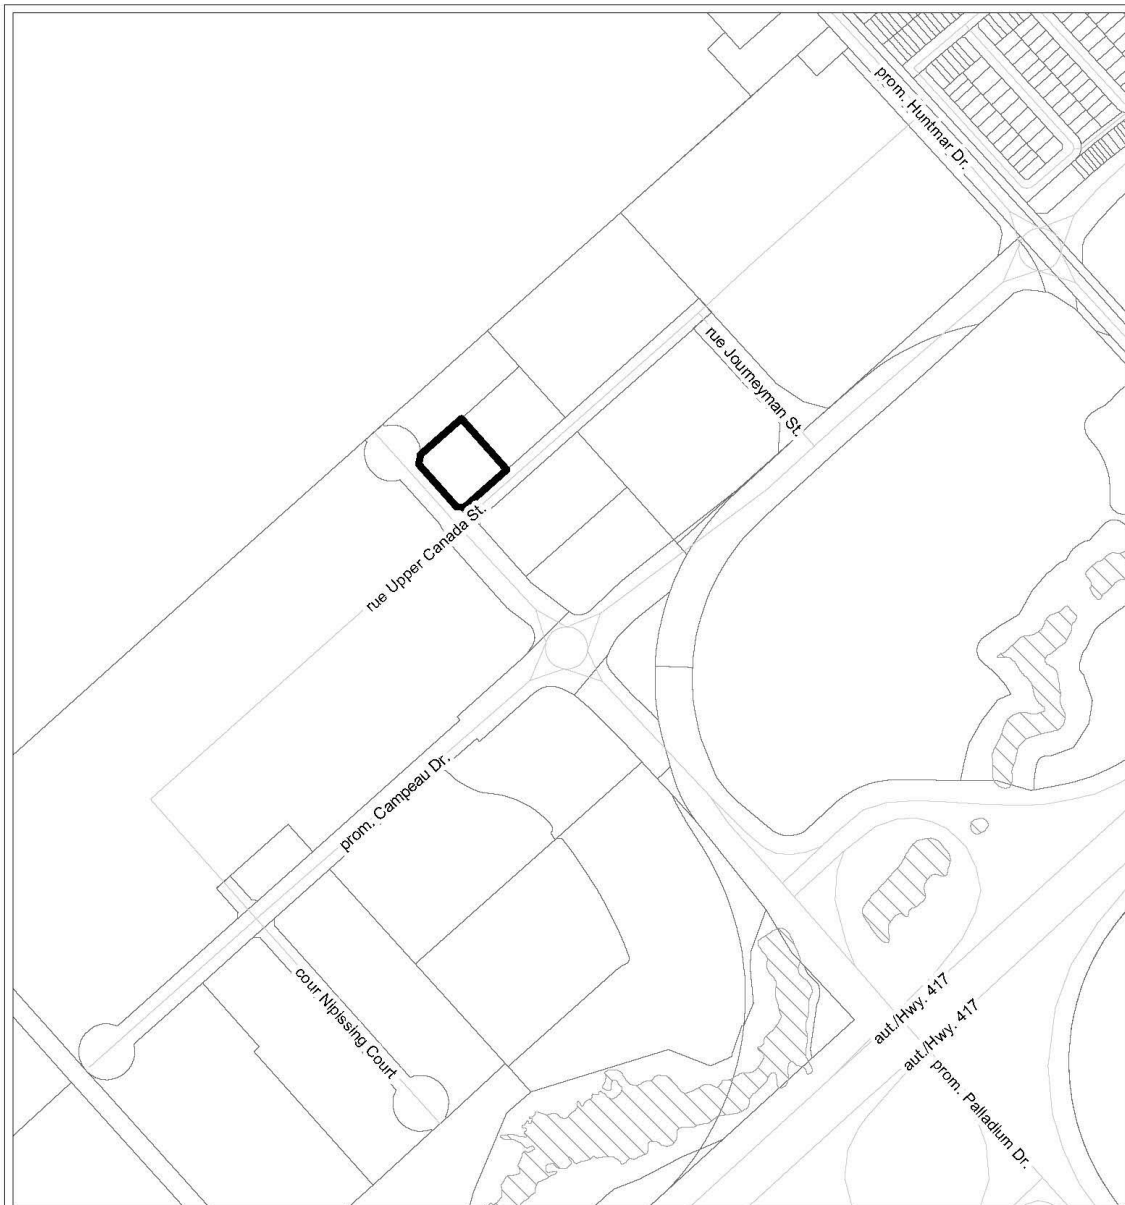 prom. Huntmar Dr.
rue Journeyman St.
rue Upper Canada St.
prom. Campeau Dr.
cour Nipissing Court
aut./Hwy. 417
aut./Hwy. 417
prom. Palladium Dr.